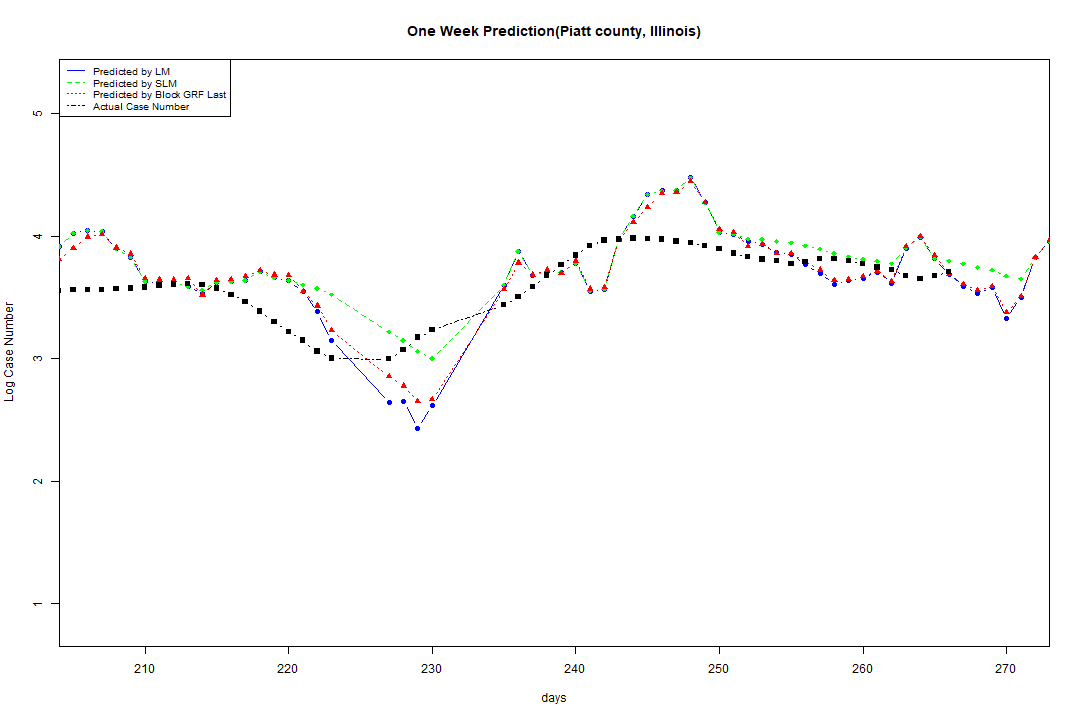 One Week Prediction(Piatt county, Illinois)
Predicted by LM
Predicted by SLM
Predicted by Block GRF Last
Actual Case Number
5
4
3
2
1
Log Case Number
210 220 230 240 250 260 270
days